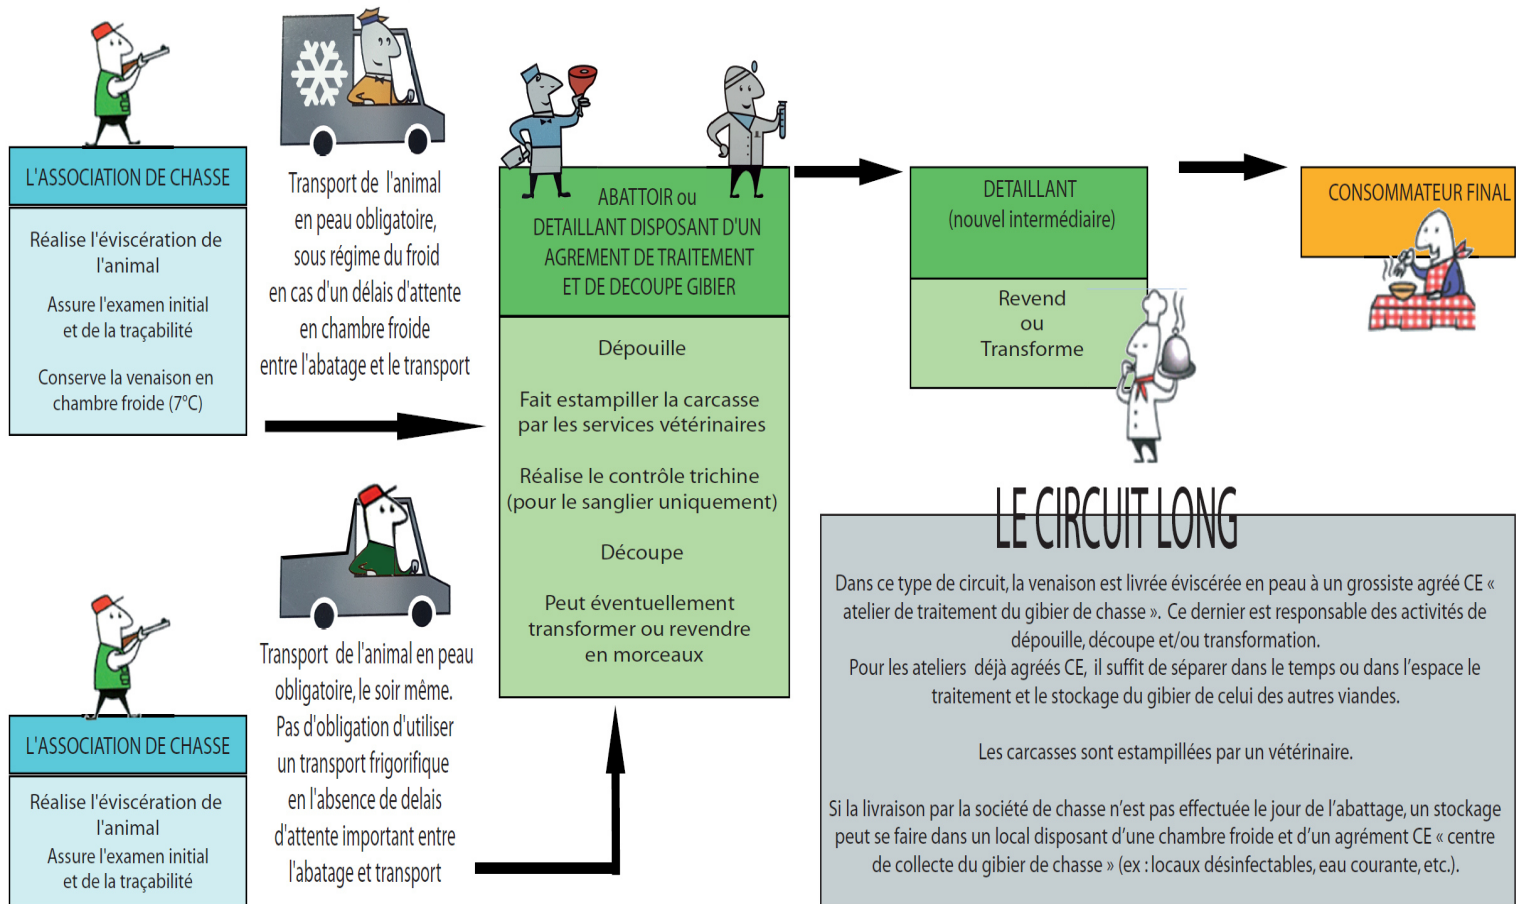 L'ASSOCIATION DE CHASSE
Réalise l'éviscération de
l'animal
Assure l'examen initial
et de la traçabilité
Conserve la venaison en
chambre froide (7°C)
Transport de l'animal
en peau obligatoire,
sous régime du froid
en cas d'un délais d'attente
en chambre froide
entre l'abatage et le transport
L'ASSOCIATION DE CHASSE
Réalise l'éviscération de
l'animal
Assure l'examen initial
et de la traçabilité
Transport de l'animal en peau
obligatoire, le soir même.
Pas d'obligation d'utiliser
un transport frigorifique
en l'absence de delais
d'attente important entre
l'abatage et transport
ABATTOIR ou
DETAILLANT DISPOSANT D'UN
AGREMENT DE TRAITEMENT
ET DE DECOUPE GIBIER
Dépouille
Fait estampiller la carcasse
par les services vétérinaires
Réalise le contrôle trichine
(pour le sanglier uniquement)
Découpe
Peut éventuellement
transformer ou revendre
en morceaux
DETAILLANT
(nouvel intermédiaire)
Revend
ou
Transforme
CONSOMMATEUR FINAL
LE CIRCUIT LONG
Dans ce type de circuit, la venaison est livrée éviscérée en peau à un grossiste agréé CE «
atelier de traitement du gibier de chasse ». Ce dernier est responsable des activités de
dépouille, découpe et/ou transformation.
Pour les ateliers déjà agréés CE, il suffit de séparer dans le temps ou dans l'espace le
traitement et le stockage du gibier de celui des autres viandes.
Les carcasses sont estampillées par un vétérinaire.
Si la livraison par la société de chasse n'est pas effectuée le jour de l'abattage, un stockage
peut se faire dans un local disposant d'une chambre froide et d'un agrément CE « centre
de collecte du gibier de chasse » (ex : locaux désinfectables, eau courante, etc.).